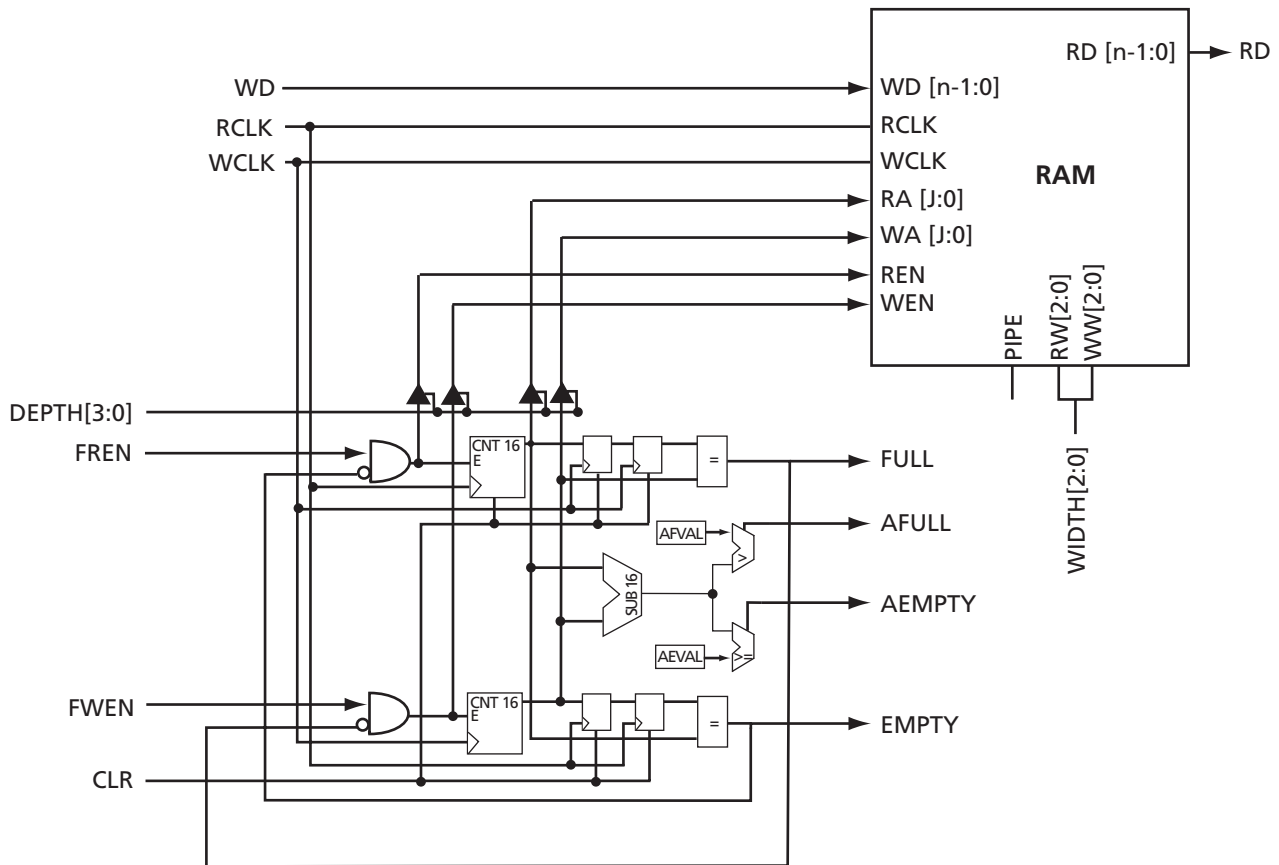 RD [n-1:0]
RD
WD
WD [n-1:0]
RCLK
RCLK
WCLK
WCLK
RAM
RA [J:0]
WA [J:0]
REN
WEN
PIPE
RW[2:0]
WW[2:0]
WIDTH[2:0]
DEPTH[3:0]
FREN
CNT 16
E
=
FULL
AFVAL
>
AFULL
SUB 16
AEMPTY
AEVAL
>=
FWEN
CNT 16
E
=
EMPTY
CLR